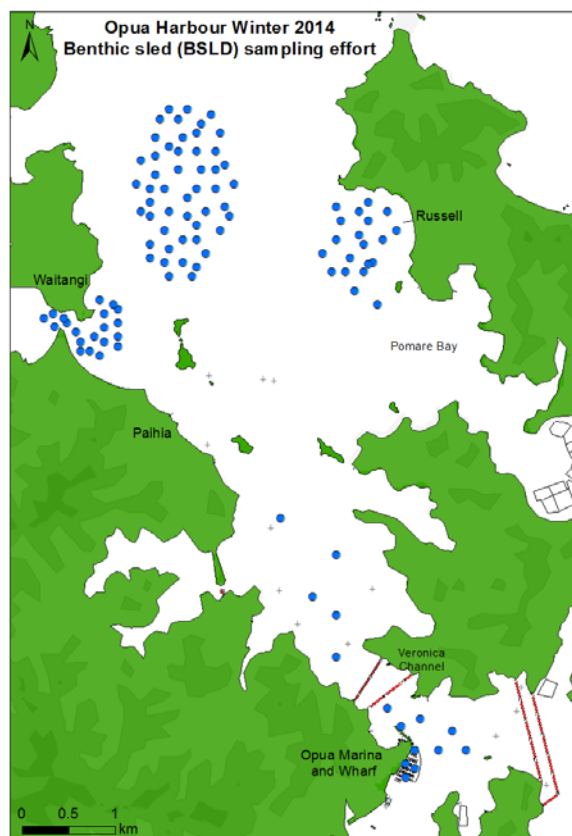 Opua Harbour Winter 2014
Benthic sled (BSLD) sampling effort
N
Russell
Waitangi
Pomare Bay
Paihia
Veronica
Channel
Opua Marina
and Wharf
0 0.5 1
km